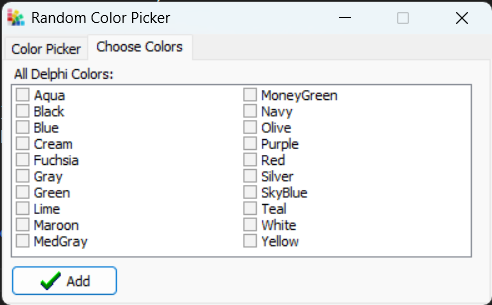 Random Color Picker
Color Picker
Choose Colors
All Delphi Colors:
Aqua
Black
Blue
Cream
Fuchsia
Gray
Green
Lime
Maroon
MedGray
MoneyGreen
Navy
Olive
Purple
Red
Silver
SkyBlue
Teal
White
Yellow
Add